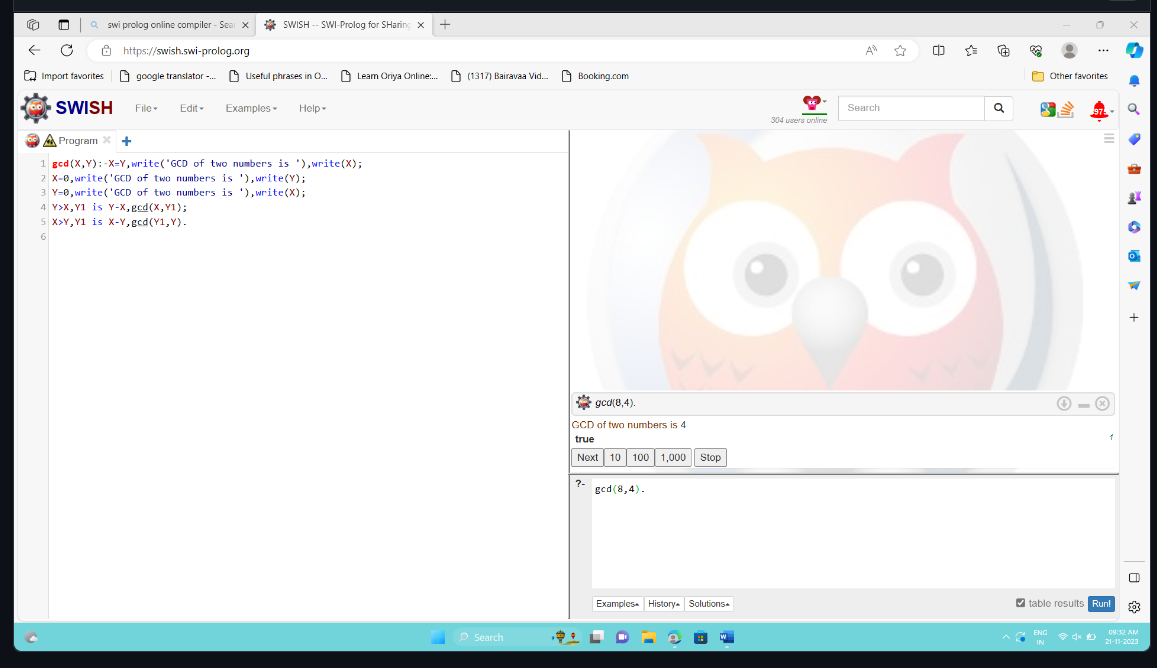 swi prolog online compiler - Sea
SWISH -- SWI-Prolog for SHaring
https://swish.swi-prolog.org
Import favorites
google translator -...
Useful phrases in O...
Learn Oriya Online:...
(1317) Bairavaa Vid...
Booking.com
Other favorites
SWISH
File
Edit
Examples
Help
304 users online
Search
97
Program
1 gcd(X,Y):-X=Y,write('GCD of two numbers is '),write(X);
2 X=0,write('GCD of two numbers is '),write(Y);
3 Y=0,write('GCD of two numbers is '),write(X);
4 Y>X,Y1 is Y-X,gcd(X,Y1);
5 X>Y,Y1 is X-Y,gcd(Y1,Y).
6
gcd(8,4).
GCD of two numbers is 4
true
1
Next 10 100 1,000 Stop
?- gcd(8,4).
Examples History Solutions
table results Run!
Search
ENG
IN
09:32 AM
21-11-2023